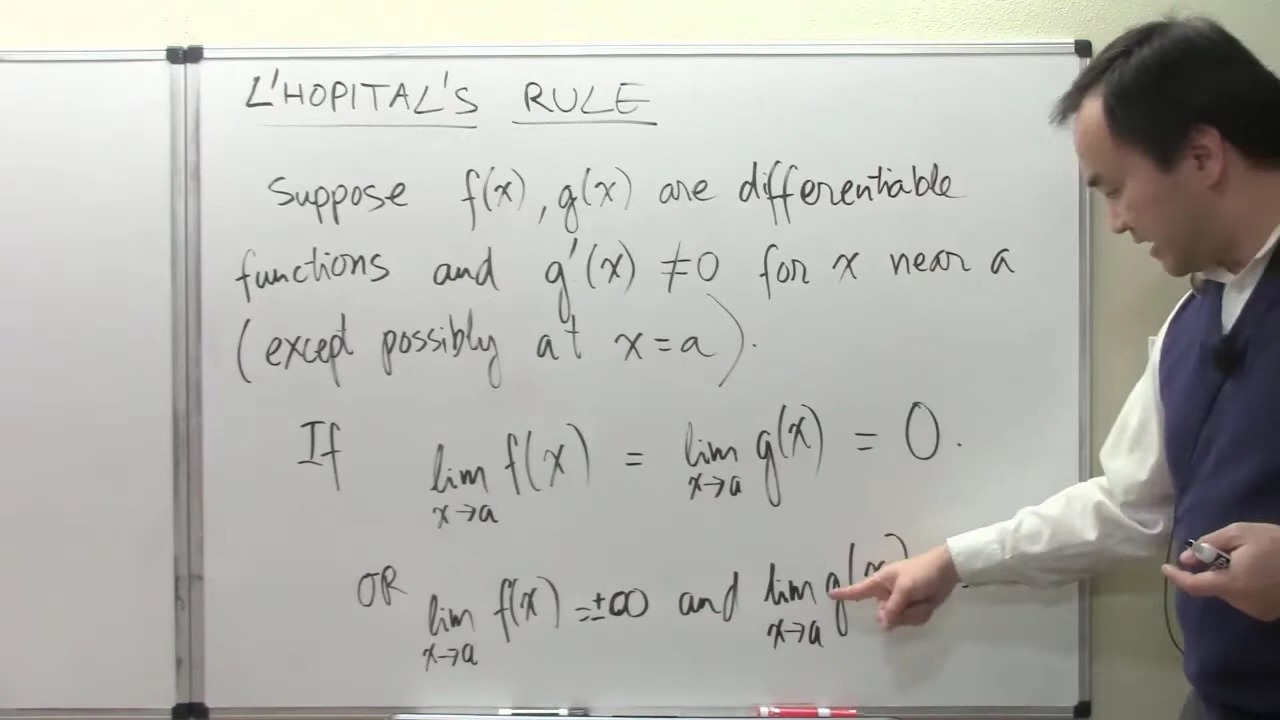 L'HOPITAL'S RULE
Suppose f(x), g(x) are differentiable
functions and g'(x) ≠ 0 for x near a
(except possibly at x = a).
If lim x→a f(x) = lim x→a g(x) = 0.
OR lim x→a f(x) = ±∞ and lim x→a g(x)